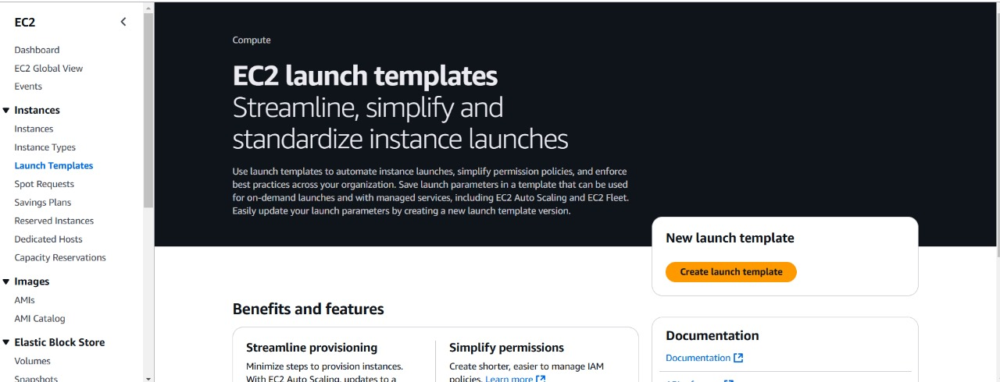 EC2
Dashboard
EC2 Global View
Events
Instances
Instances
Instance Types
Launch Templates
Spot Requests
Savings Plans
Reserved Instances
Dedicated Hosts
Capacity Reservations
Images
AMIs
AMI Catalog
Elastic Block Store
Volumes
Snapshots
Compute
EC2 launch templates
Streamline, simplify and
standardize instance launches
Use launch templates to automate instance launches, simplify permission policies, and enforce
best practices across your organization. Save launch parameters in a template that can be used
for on-demand launches and with managed services, including EC2 Auto Scaling and EC2 Fleet.
Easily update your launch parameters by creating a new launch template version.
New launch template
Create launch template
Benefits and features
Streamline provisioning
Minimize steps to provision instances.
With EC2 Auto Scaling, updates to a
Simplify permissions
Create shorter, easier to manage IAM
policies. Learn more
Documentation
Documentation